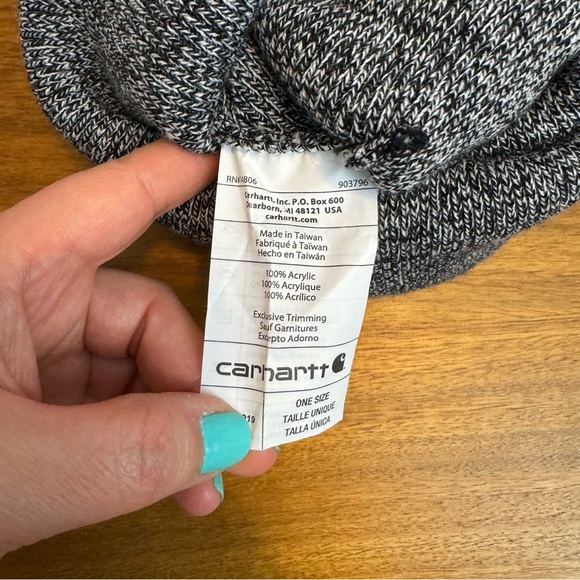 RN14806 903796
Carhartt, Inc. P.O. Box 600
Dearborn, MI 48121 USA
carhartt.com
Made in Taiwan
Fabriqué à Taïwan
Hecho en Taiwán
100% Acrylic
100% Acrylique
100% Acrílico
Exclusive Trimming
Sauf Garnitures
Excepto Adorno
carhartt
ONE SIZE
TAILLE UNIQUE
TALLA ÚNICA